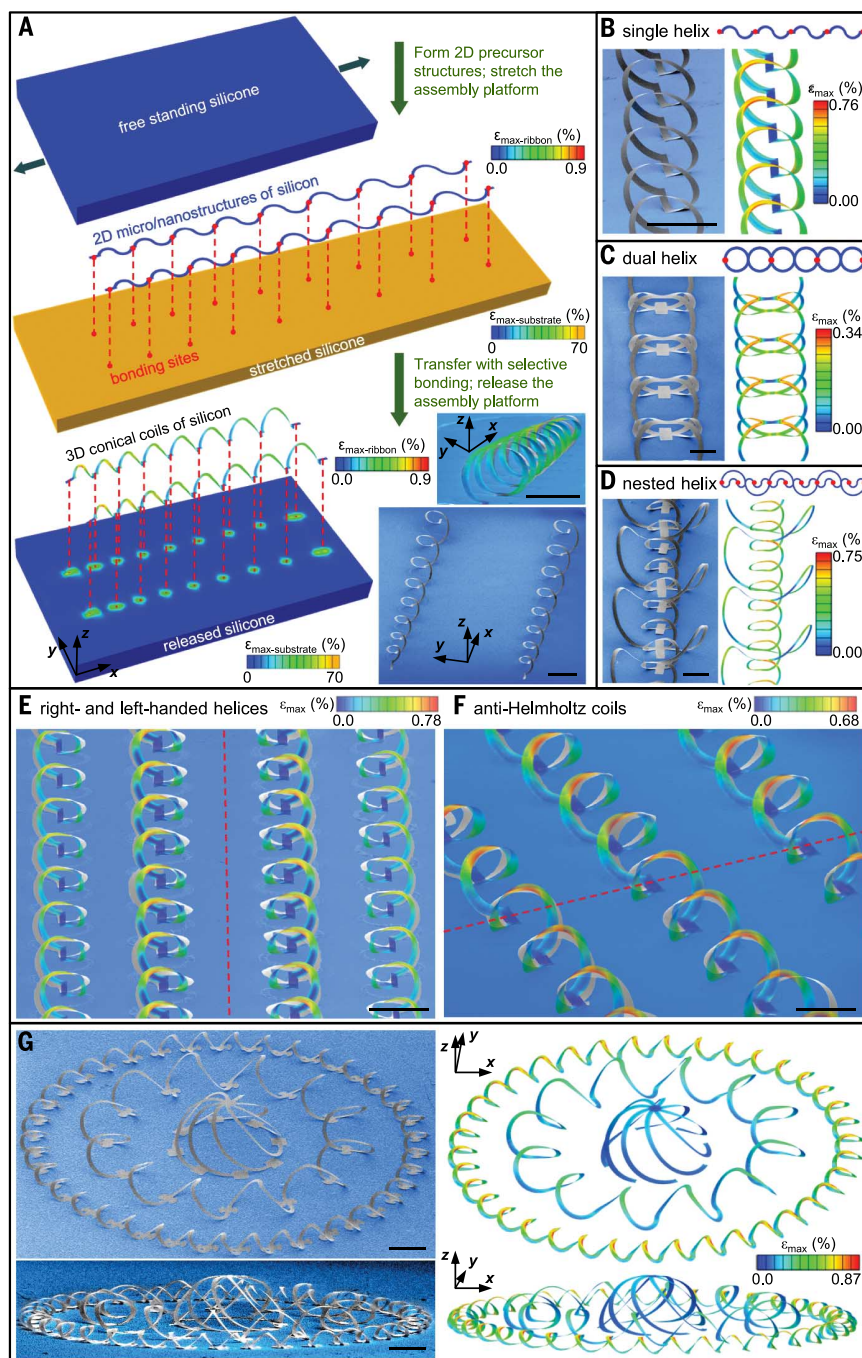 A
free standing silicone
Form 2D precursor
structures; stretch the
assembly platform
εmax-ribbon (%)
0.0 0.9
2D micro/nanostructures of silicon
bonding sites
stretched silicone
εmax-substrate (%)
0 70
Transfer with selective
bonding; release the
assembly platform
3D conical coils of silicon
εmax-ribbon (%)
0.0 0.9
z
x
y
released silicone
z
y
x
εmax-substrate (%)
0 70
z
x
y
B single helix
εmax (%)
0.76
0.00
C dual helix
εmax (%)
0.34
0.00
D nested helix
εmax (%)
0.75
0.00
E right- and left-handed helices
εmax (%)
0.0 0.78
F anti-Helmholtz coils
εmax (%)
0.0 0.68
G
y
z
x
εmax (%)
0.0 0.87
y
z
x